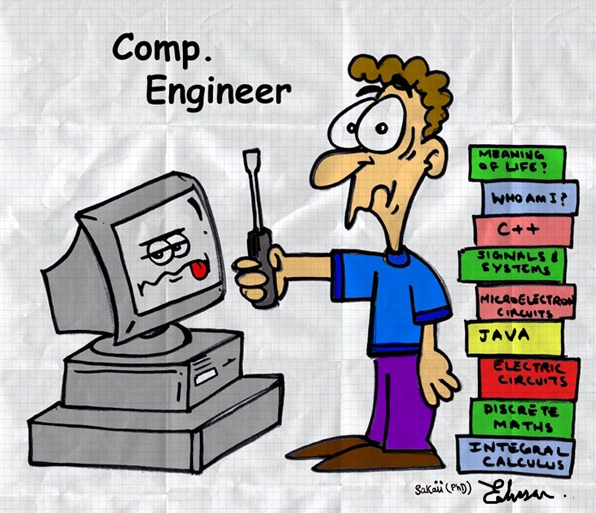 Comp.
Engineer
MEANING
OF LIFE?
WHO AM I?
C++
SIGNALS &
SYSTEMS
MICROELECTRON
CIRCUITS
JAVA
ELECTRIC
CIRCUITS
DISCRETE
MATHS
INTEGRAL
CALCULUS
Sakaii (PhD)